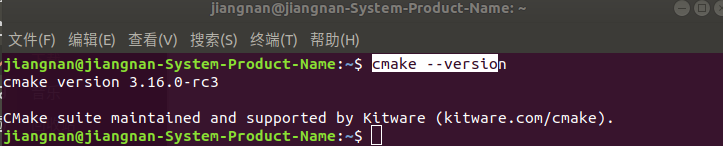 jiangnan@jiangnan-System-Product-Name: ~
文件(F) 编辑(E) 查看(V) 搜索(S) 终端(T) 帮助(H)
jiangnan@jiangnan-System-Product-Name:~$ cmake --version
cmake version 3.16.0-rc3
CMake suite maintained and supported by Kitware (kitware.com/cmake).
jiangnan@jiangnan-System-Product-Name:~$